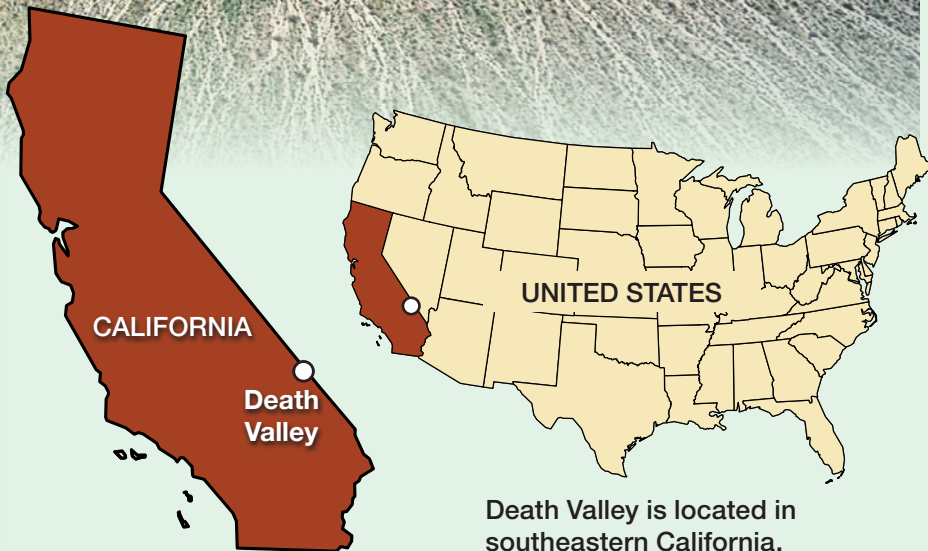 CALIFORNIA
Death
Valley
UNITED STATES
Death Valley is located in
southeastern California.